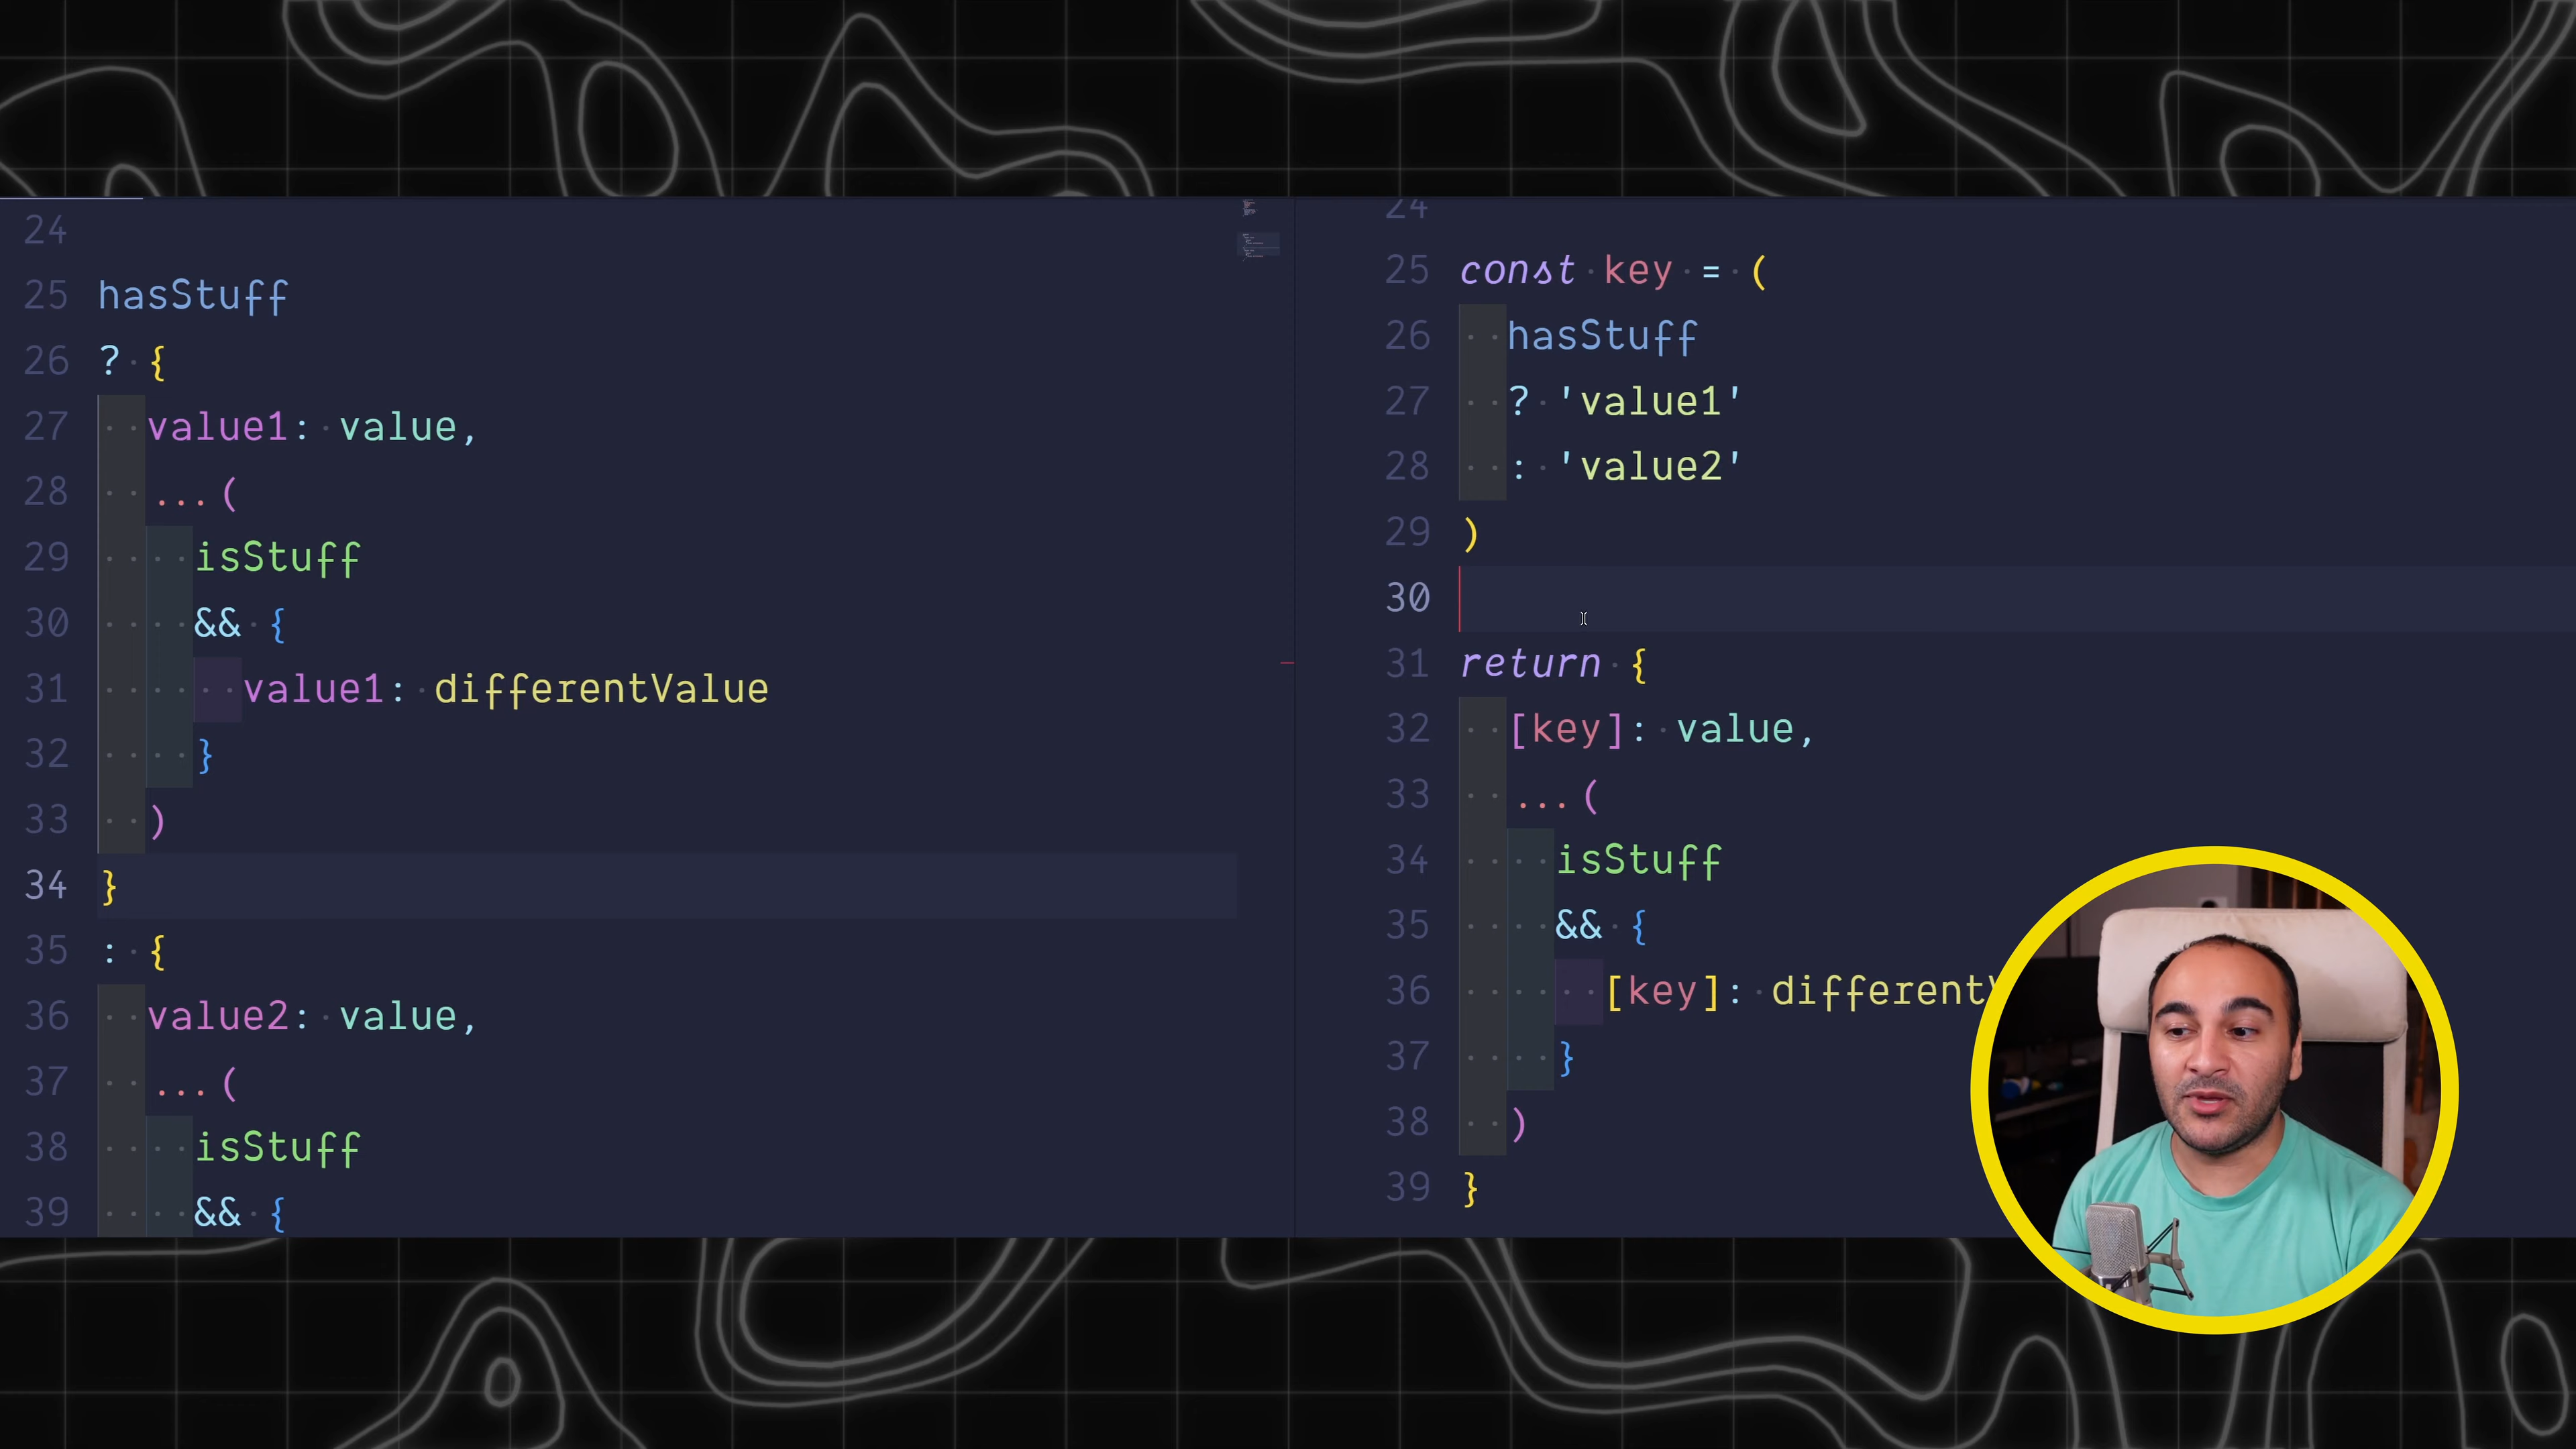 24
25 hasStuff
26 ? {
27 value1: value,
28 ...(
29 isStuff
30 && {
31 value1: differentValue
32 }
33 )
34 }
35 : {
36 value2: value,
37 ...(
38 isStuff
39 && {
24
25 const key = (
26 hasStuff
27 ? 'value1'
28 : 'value2'
29 )
30
31 return {
32 [key]: value,
33 ...(
34 isStuff
35 && {
36 [key]: different
37 }
38 )
39 }